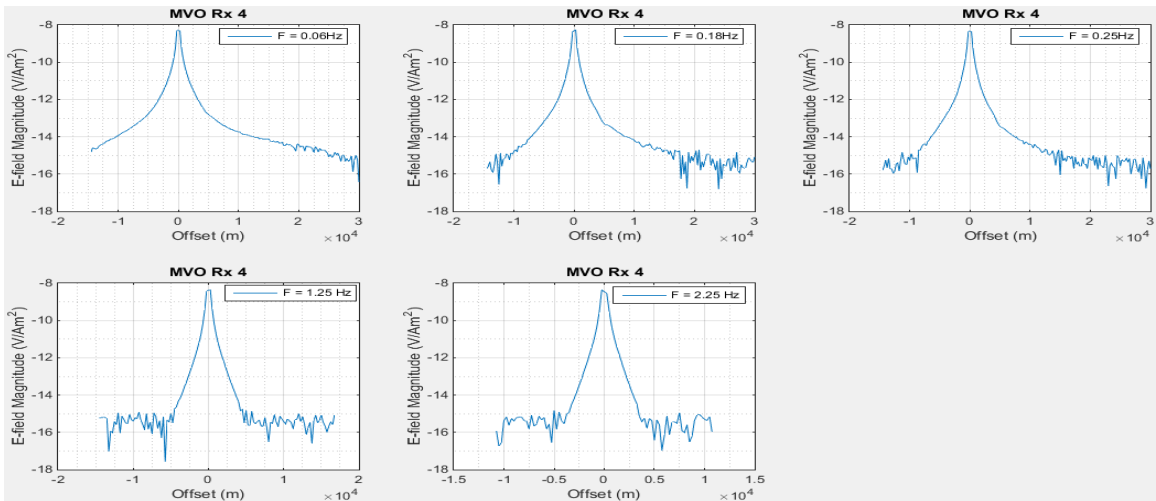 MVO Rx 4
F = 0.06Hz
E-field Magnitude (V/Am²)
-8
-10
-12
-14
-16
-18
-2 -1 0 1 2 3
Offset (m)
× 10⁴
MVO Rx 4
F = 0.18Hz
E-field Magnitude (V/Am²)
-8
-10
-12
-14
-16
-18
-2 -1 0 1 2 3
Offset (m)
× 10⁴
MVO Rx 4
F = 0.25Hz
E-field Magnitude (V/Am²)
-8
-10
-12
-14
-16
-18
-2 -1 0 1 2 3
Offset (m)
× 10⁴
MVO Rx 4
F = 1.25 Hz
E-field Magnitude (V/Am²)
-8
-10
-12
-14
-16
-18
-2 -1 0 1 2
Offset (m)
× 10⁴
MVO Rx 4
F = 2.25 Hz
E-field Magnitude (V/Am²)
-8
-10
-12
-14
-16
-18
-1.5 -1 -0.5 0 0.5 1 1.5
Offset (m)
× 10⁴